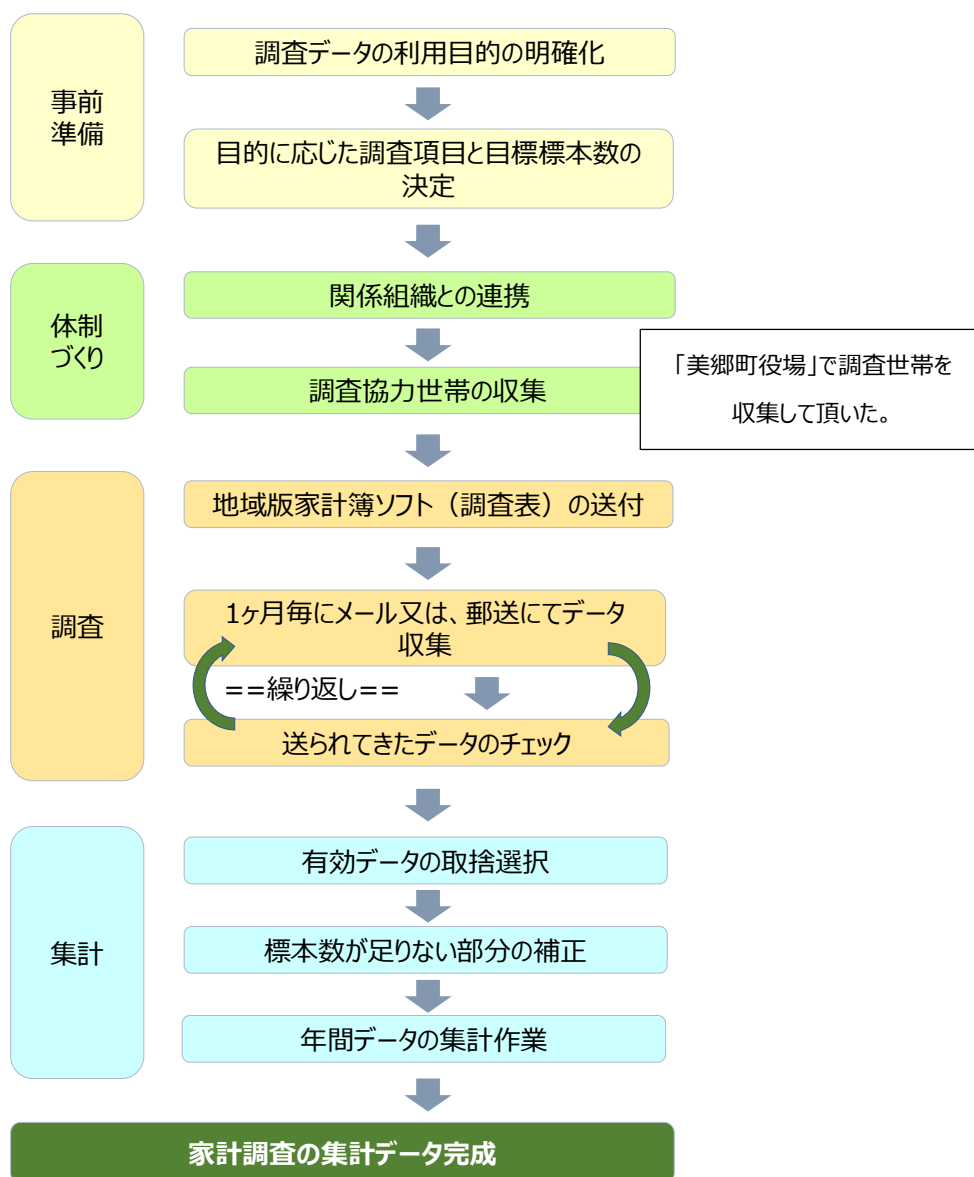 事前
準備
調査データの利用目的の明確化
目的に応じた調査項目と目標標本数の
決定
体制
づくり
関係組織との連携
調査協力世帯の収集
「美郷町役場」で調査世帯を
収集して頂いた。
調査
地域版家計簿ソフト（調査表）の送付
1ヶ月毎にメール又は、郵送にてデータ
収集
==繰り返し==
送られてきたデータのチェック
集計
有効データの取捨選択
標本数が足りない部分の補正
年間データの集計作業
家計調査の集計データ完成